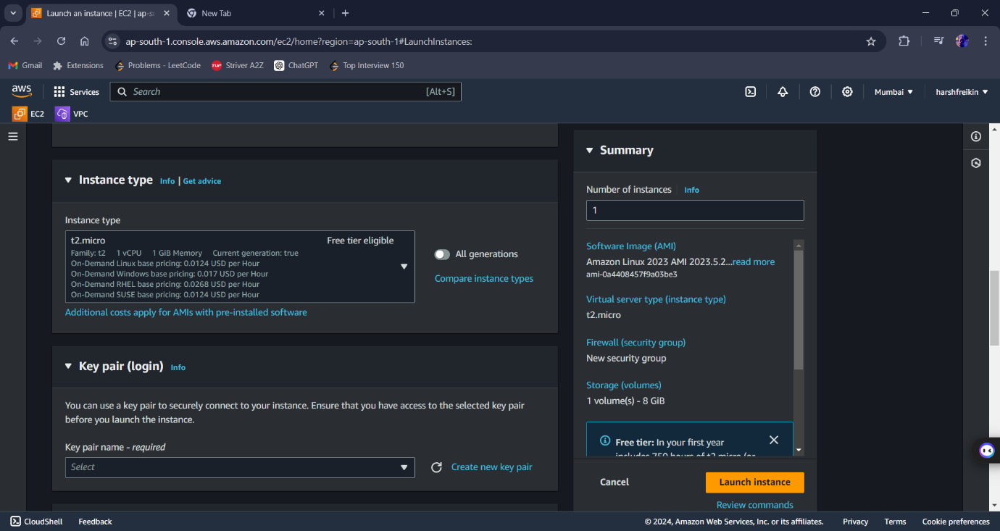 Launch an instance | EC2 | ap-so
New Tab
ap-south-1.console.aws.amazon.com/ec2/home?region=ap-south-1#LaunchInstances:
Gmail
Extensions
Problems - LeetCode
TUF
Striver A2Z
ChatGPT
Top Interview 150
aws
Services
Search
[Alt+S]
Mumbai
harshfreikin
EC2
VPC
Instance type Info | Get advice
Instance type
t2.micro Free tier eligible
Family: t2 1 vCPU 1 GiB Memory Current generation: true
On-Demand Linux base pricing: 0.0124 USD per Hour
On-Demand Windows base pricing: 0.017 USD per Hour
On-Demand RHEL base pricing: 0.0268 USD per Hour
On-Demand SUSE base pricing: 0.0124 USD per Hour
All generations
Compare instance types
Additional costs apply for AMIs with pre-installed software
Key pair (login) Info
You can use a key pair to securely connect to your instance. Ensure that you have access to the selected key pair
before you launch the instance.
Key pair name - required
Select
Create new key pair
Summary
Number of instances Info
1
Software Image (AMI)
Amazon Linux 2023 AMI 2023.5.2...read more
ami-0a4408457f9a03be3
Virtual server type (instance type)
t2.micro
Firewall (security group)
New security group
Storage (volumes)
1 volume(s) - 8 GiB
Free tier: In your first year
includes 750 hours of t2.micro (or
Cancel
Launch instance
Review commands
CloudShell
Feedback
© 2024, Amazon Web Services, Inc. or its affiliates.
Privacy
Terms
Cookie preferences